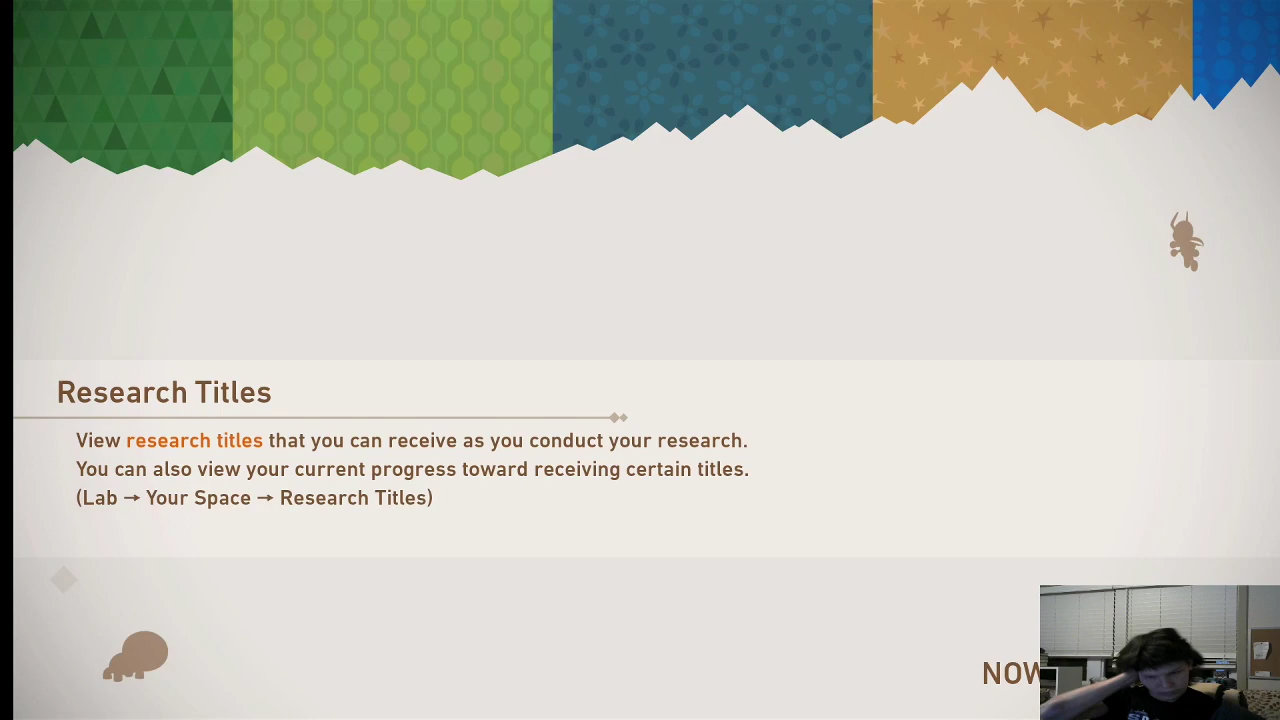 Research Titles
View research titles that you can receive as you conduct your research.
You can also view your current progress toward receiving certain titles.
(Lab → Your Space → Research Titles)
NOW